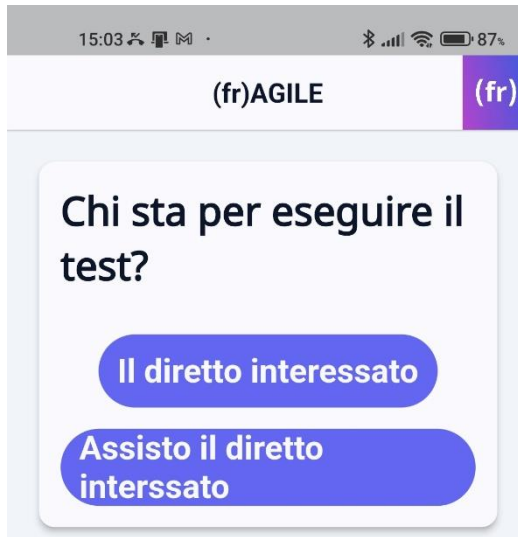 15:03 87%
(fr)AGILE (fr)
Chi sta per eseguire il
test?
Il diretto interessato
Assisto il diretto
interssato